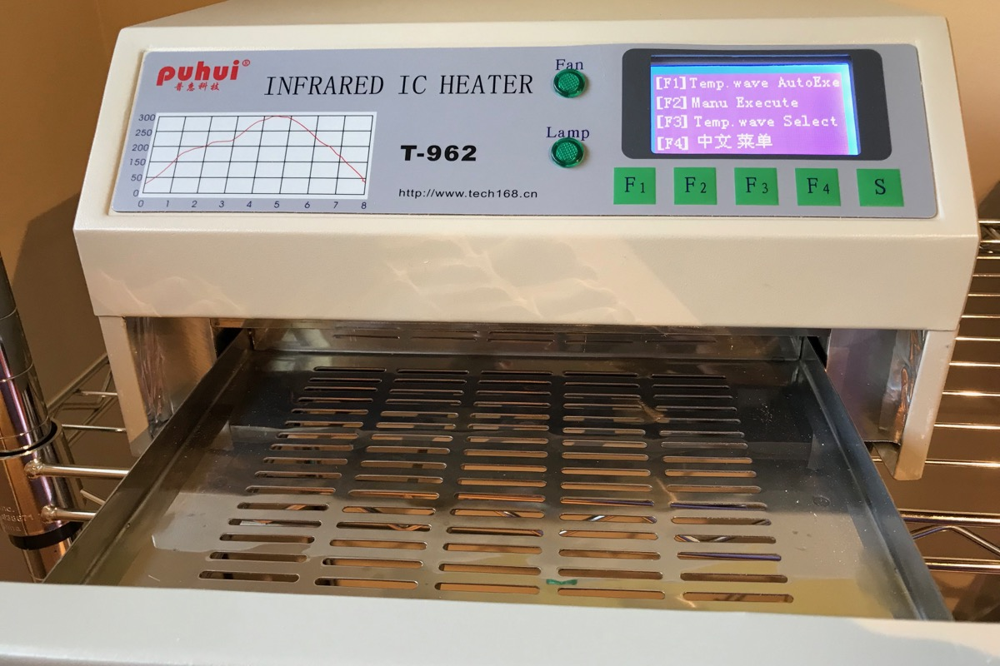 puhui®
普惠科技
INFRARED IC HEATER
T-962
http://www.tech168.cn
300
250
200
150
100
50
0
0 1 2 3 4 5 6 7 8
Fan
Lamp
[F1]Temp.wave AutoExe
[F2]Manu Execute
[F3] Temp.wave Select
[F4] 中文菜单
F1 F2 F3 F4 S